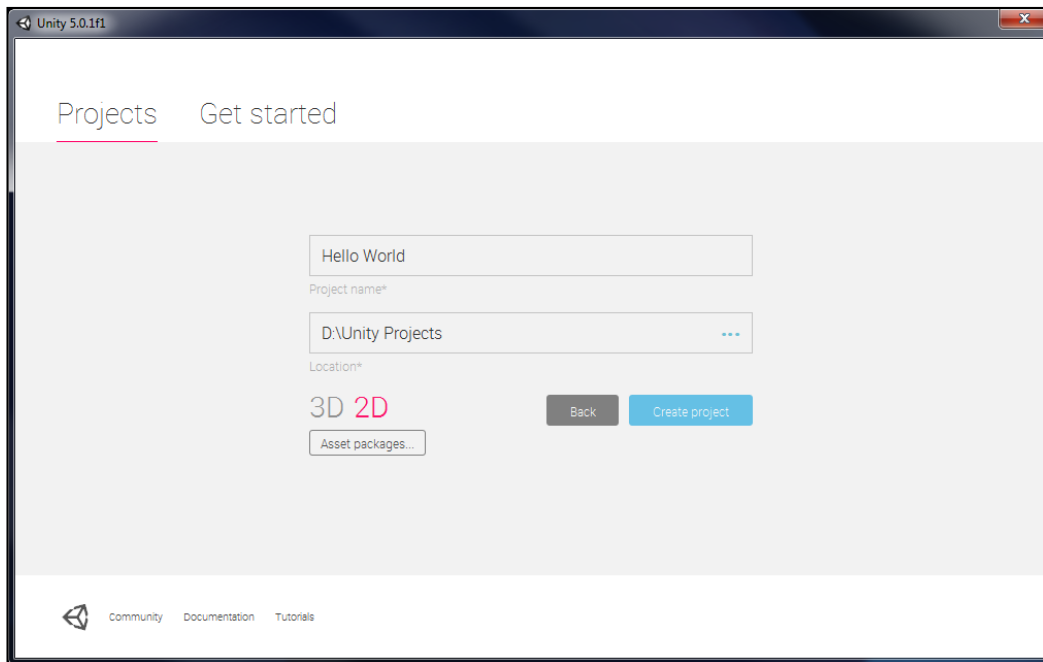 Unity 5.0.1f1
Projects Get started
Hello World
Project name*
D:\Unity Projects
Location*
3D 2D Back Create project
Asset packages...
Community Documentation Tutorials